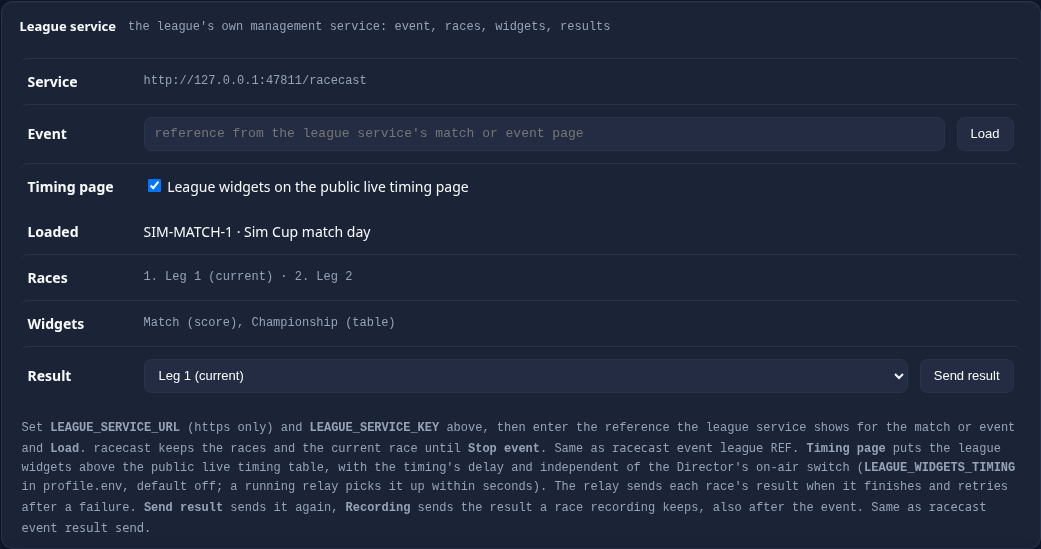 League service the league's own management service: event, races, widgets, results
Service http://127.0.0.1:47811/racecast
Event reference from the league service's match or event page Load
Timing page League widgets on the public live timing page
Loaded SIM-MATCH-1 · Sim Cup match day
Races 1. Leg 1 (current) · 2. Leg 2
Widgets Match (score), Championship (table)
Result Leg 1 (current) Send result
Set LEAGUE_SERVICE_URL (https only) and LEAGUE_SERVICE_KEY above, then enter the reference the league service shows for the match or event
and Load. racecast keeps the races and the current race until Stop event. Same as racecast event league REF. Timing page puts the league
widgets above the public live timing table, with the timing's delay and independent of the Director's on-air switch (LEAGUE_WIDGETS_TIMING
in profile.env, default off; a running relay picks it up within seconds). The relay sends each race's result when it finishes and retries
after a failure. Send result sends it again, Recording sends the result a race recording keeps, also after the event. Same as racecast
event result send.